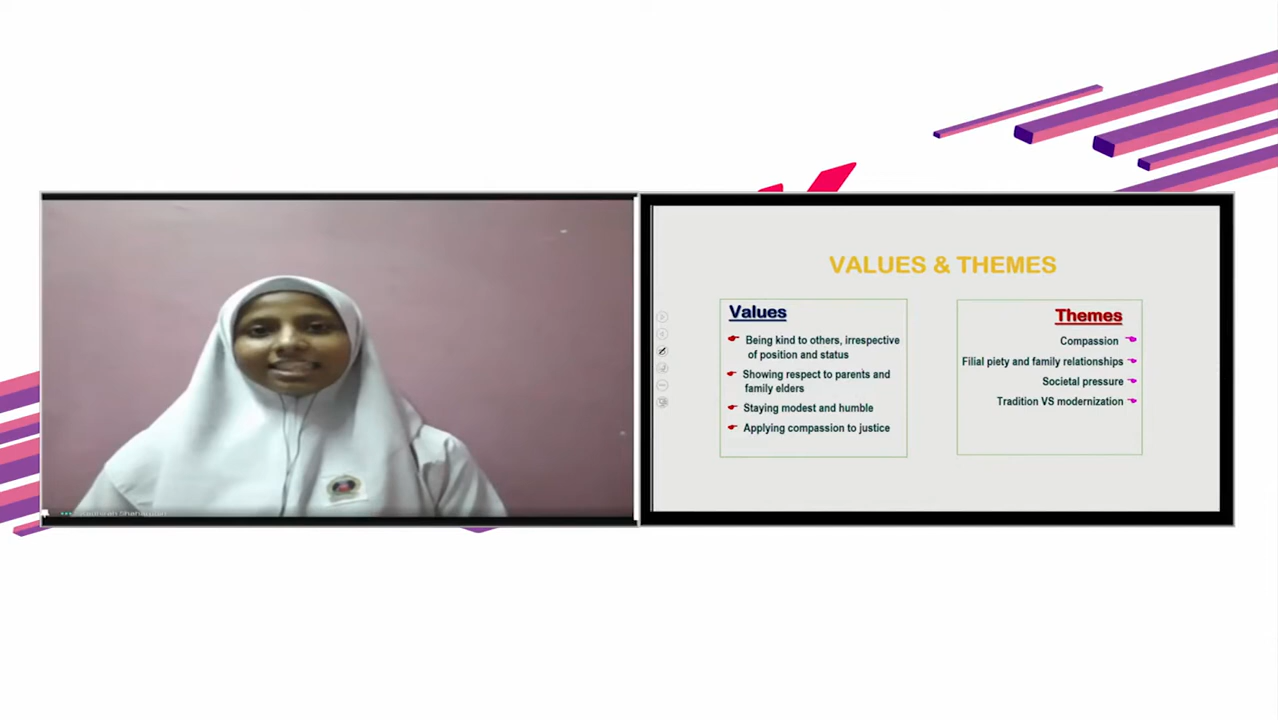 VALUES & THEMES
Values
Being kind to others, irrespective
of position and status
Showing respect to parents and
family elders
Staying modest and humble
Applying compassion to justice
Themes
Compassion
Filial piety and family relationships
Societal pressure
Tradition VS modernization